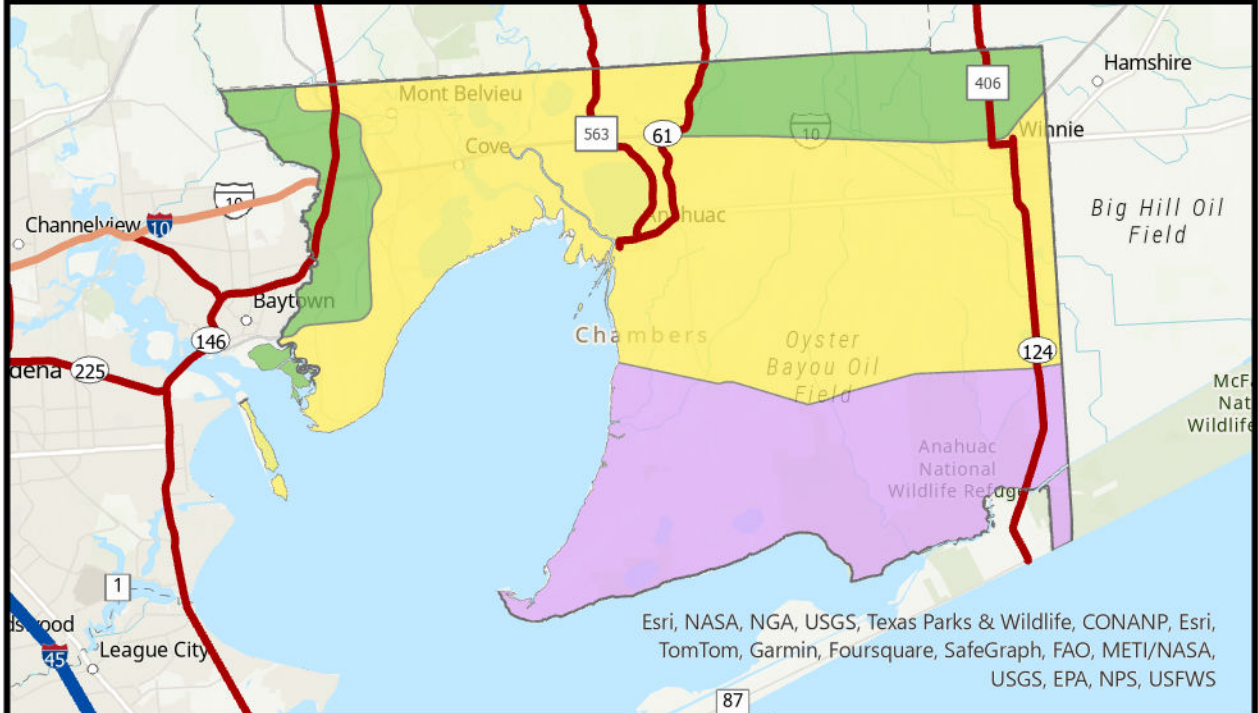 Hamshire
406
Mont Belvieu
563
61
10
Winnie
Cove
10
Channelview
10
Anahuac
Big Hill Oil
Field
Baytown
146
Chambers
Oyster
Bayou Oil
Field
124
dena
225
McF
Nat
Wildlife
Anahuac
National
Wildlife Refuge
1
Esri, NASA, NGA, USGS, Texas Parks & Wildlife, CONANP, Esri,
TomTom, Garmin, Foursquare, SafeGraph, FAO, METI/NASA,
USGS, EPA, NPS, USFWS
dswood
45
League City
87